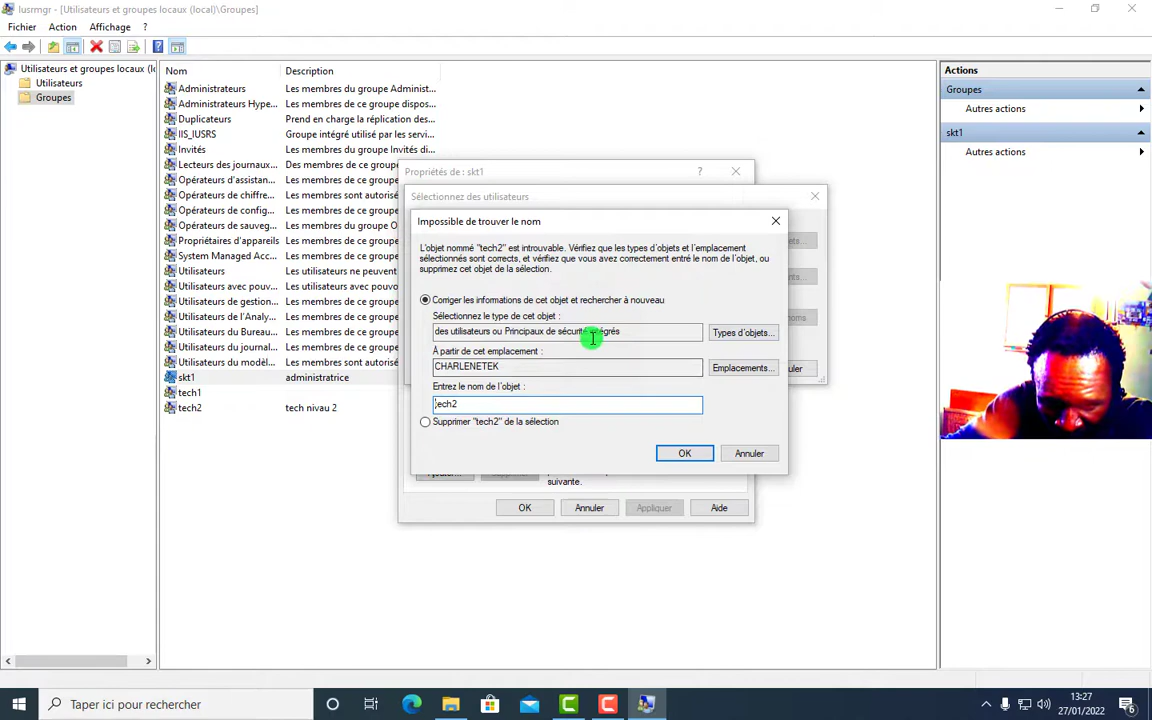 lusrmgr - [Utilisateurs et groupes locaux (local)\Groupes]
Fichier Action Affichage ?
Utilisateurs et groupes locaux (l
Utilisateurs
Groupes
Nom Description
Administrateurs Les membres du groupe Administ...
Administrateurs Hype... Les membres de ce groupe dispos...
Duplicateurs Prend en charge la réplication des...
IIS_IUSRS Groupe intégré utilisé par les servi...
Invités Les membres du groupe Invités di...
Lecteurs des journaux... Des membres de ce groupe
Opérateurs d'assistan... Les membres de ce groupe
Opérateurs de chiffre... Les membres sont autorisé
Opérateurs de config... Les membres de ce groupe
Opérateurs de sauveg... Les membres du groupe O
Propriétaires d'appareils Les membres de ce groupe
System Managed Acc... Les membres de ce groupe
Utilisateurs Les utilisateurs ne peuvent
Utilisateurs avec pou... Les utilisateurs avec pouvo
Utilisateurs de gestion... Les membres de ce groupe
Utilisateurs de l'Analy... Les membres de ce groupe
Utilisateurs du Bureau... Les membres de ce groupe
Utilisateurs du journal... Les membres de ce groupe
Utilisateurs du modèl... Les membres sont autorisé
skt1 administratrice
tech1
tech2 tech nivau 2
Actions
Groupes
Autres actions
skt1
Autres actions
Propriétés de : skt1
?
Sélectionnez des utilisateurs
Impossible de trouver le nom
L'objet nommé "tech2" est introuvable. Vérifiez que les types d'objets et l'emplacement
sélectionnés sont corrects, et vérifiez que vous avez correctement entré le nom de l'objet, ou
supprimez cet objet de la sélection.
Corriger les informations de cet objet et rechercher à nouveau
Sélectionnez le type de cet objet :
des utilisateurs ou Principaux de sécurité intégrés
Types d'objets...
À partir de cet emplacement :
CHARLENETEK
Emplacements...
Entrez le nom de l'objet :
tech2
Supprimer "tech2" de la sélection
OK Annuler
suivante.
OK Annuler Appliquer Aide
Taper ici pour rechercher
13:27
27/01/2022
6